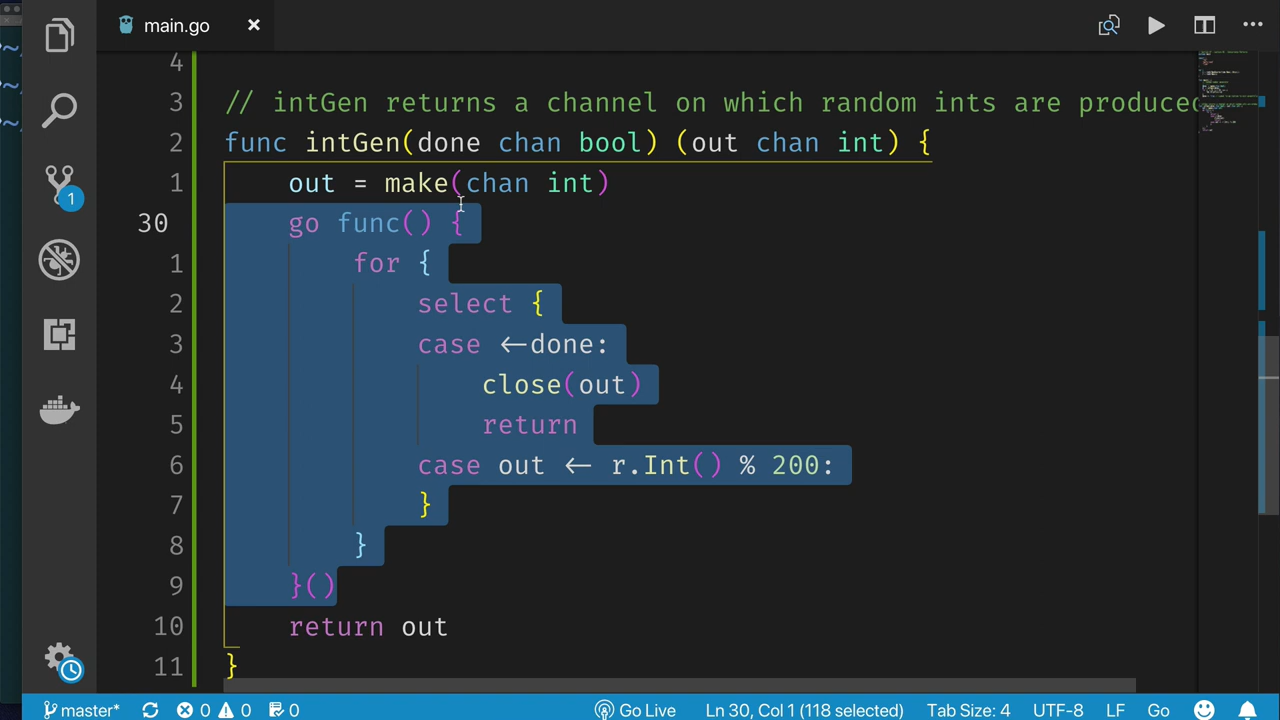 main.go
4
3 // intGen returns a channel on which random ints are produced
2 func intGen(done chan bool) (out chan int) {
1 out = make(chan int)
30 go func() {
1 for {
2 select {
3 case <-done:
4 close(out)
5 return
6 case out <- r.Int() % 200:
7 }
8 }
9 }()
10 return out
11 }
1
master* 0 0 0 Go Live Ln 30, Col 1 (118 selected) Tab Size: 4 UTF-8 LF Go